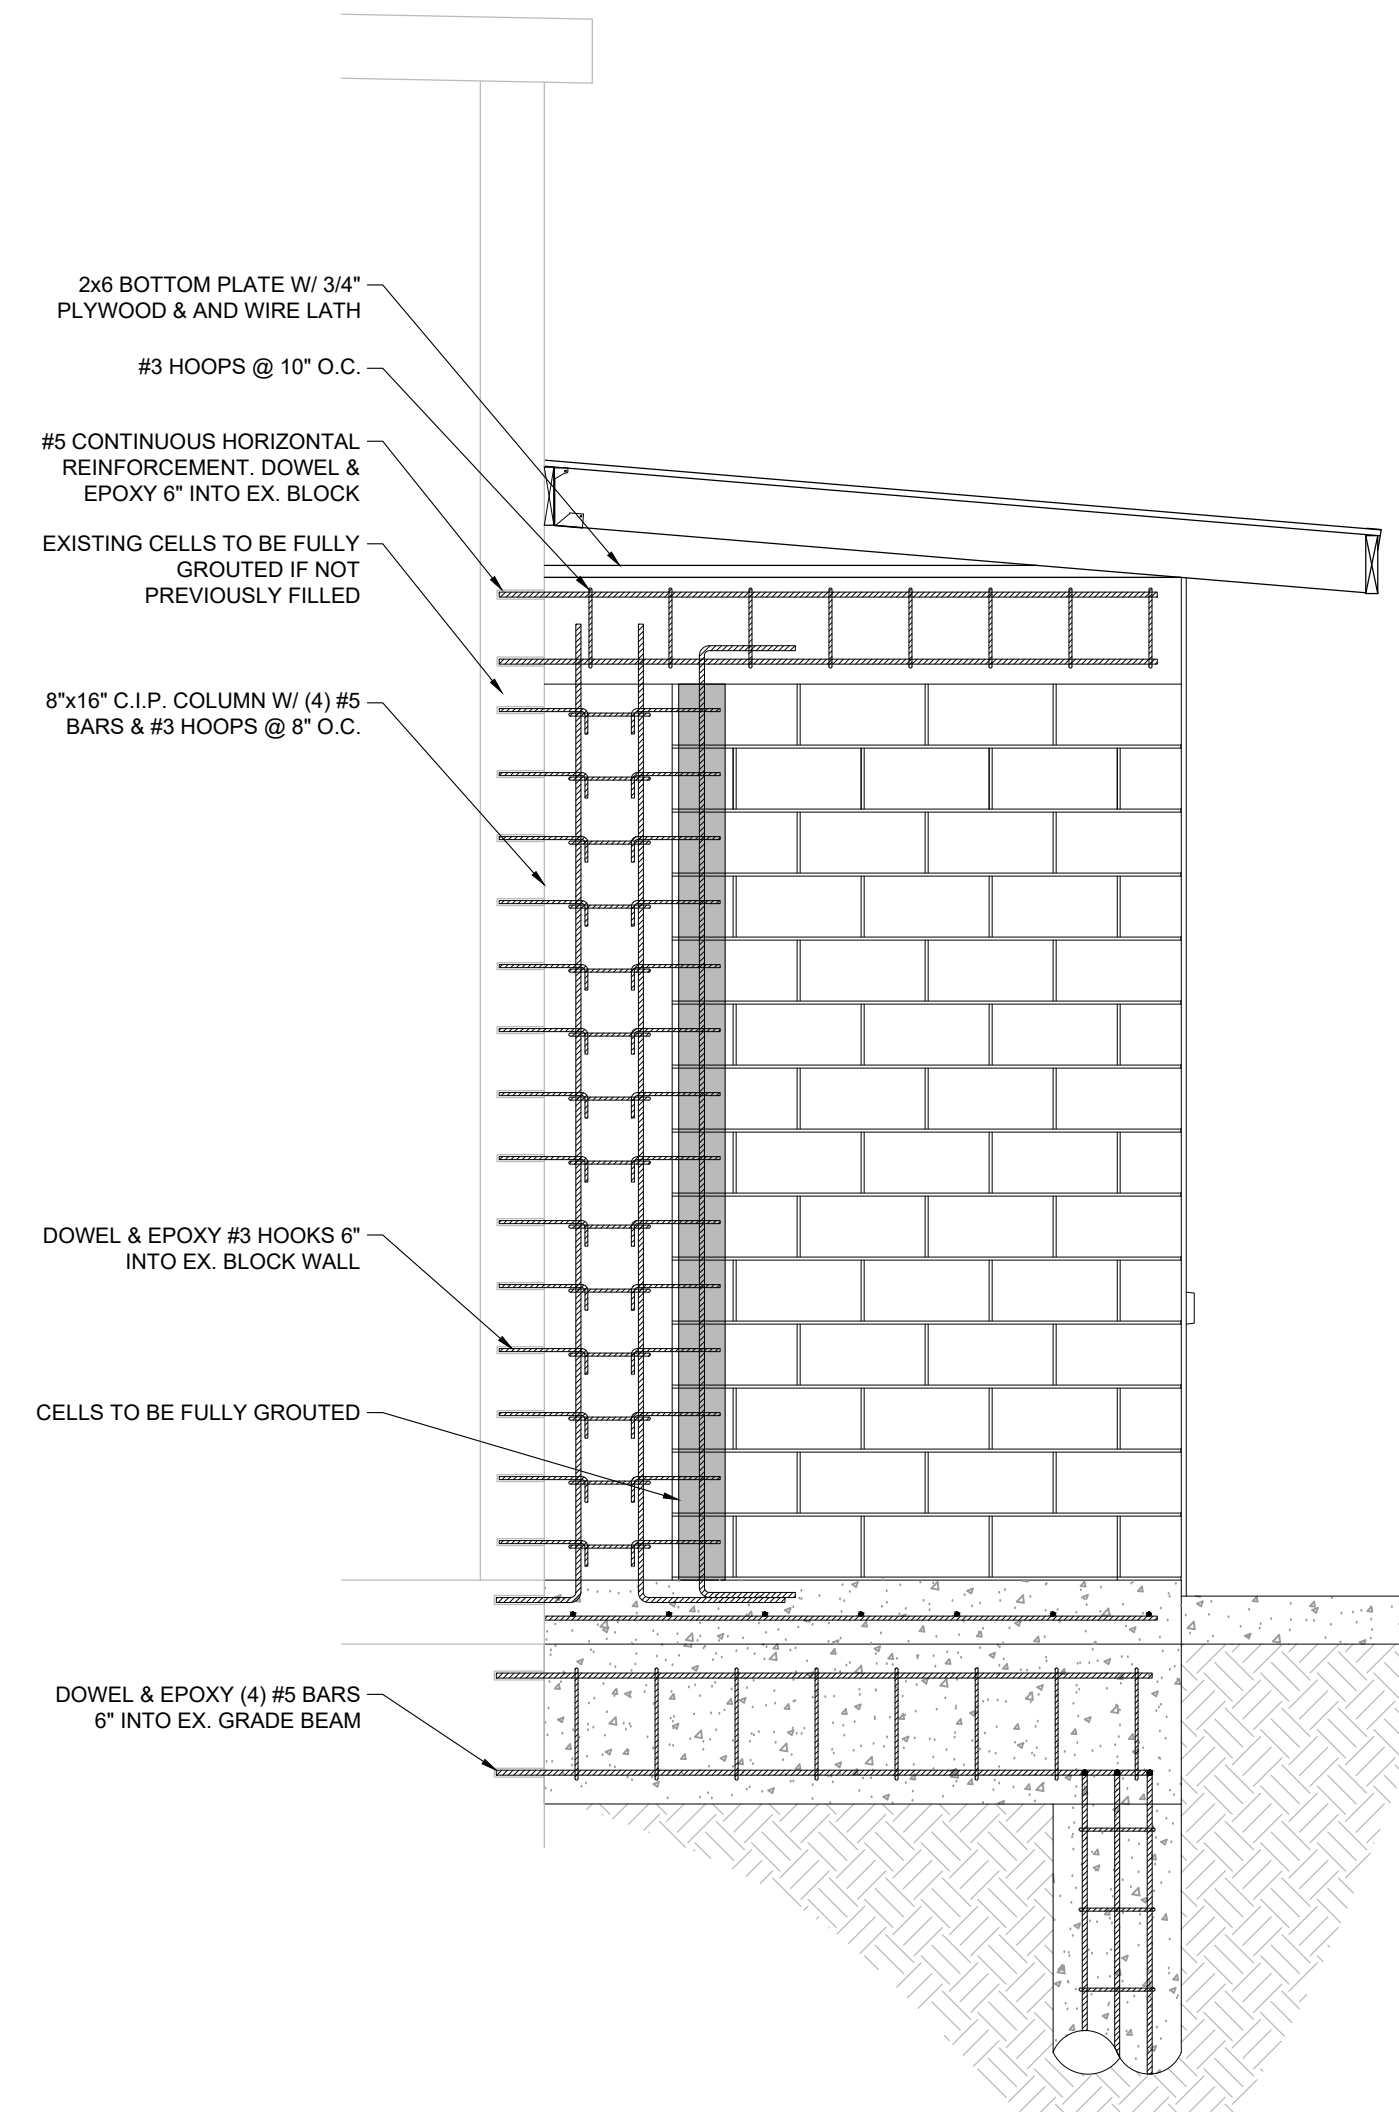 2x6 BOTTOM PLATE W/ 3/4"
PLYWOOD & AND WIRE LATH
#3 HOOPS @ 10" O.C.
#5 CONTINUOUS HORIZONTAL
REINFORCEMENT. DOWEL &
EPOXY 6" INTO EX. BLOCK
EXISTING CELLS TO BE FULLY
GROUTED IF NOT
PREVIOUSLY FILLED
8"x16" C.I.P. COLUMN W/ (4) #5
BARS & #3 HOOPS @ 8" O.C.
DOWEL & EPOXY #3 HOOKS 6"
INTO EX. BLOCK WALL
CELLS TO BE FULLY GROUTED
DOWEL & EPOXY (4) #5 BARS
6" INTO EX. GRADE BEAM